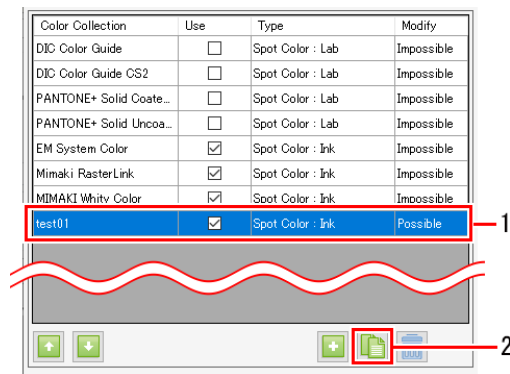 Color Collection Use Type Modify
DIC Color Guide Spot Color : Lab Impossible
DIC Color Guide CS2 Spot Color : Lab Impossible
PANTONE+ Solid Coate... Spot Color : Lab Impossible
PANTONE+ Solid Uncoa... Spot Color : Lab Impossible
EM System Color Spot Color : Ink Impossible
Mimaki RasterLink Spot Color : Ink Impossible
MIMAKI Whity Color Spot Color : Ink Impossible
test01 Spot Color : Ink Possible 1
2